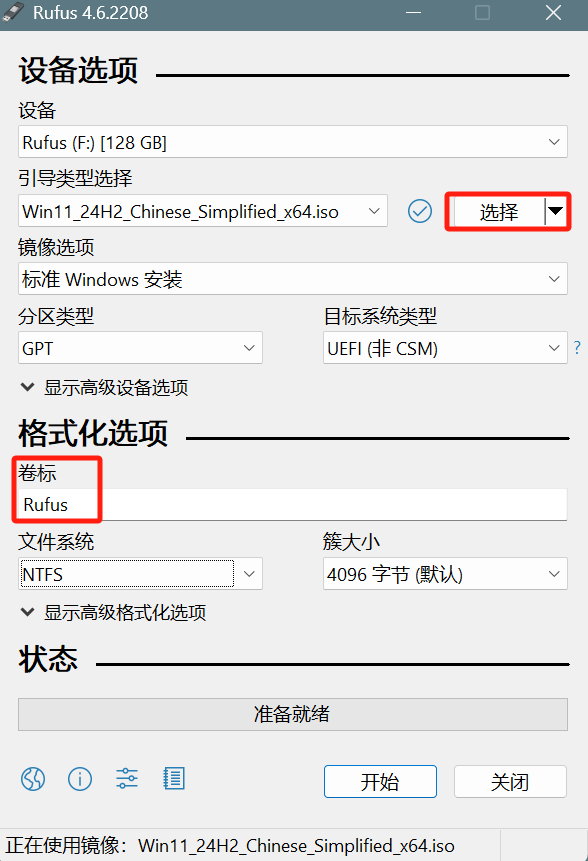 Rufus 4.6.2208
设备选项
设备
Rufus (F:) [128 GB]
引导类型选择
Win11_24H2_Chinese_Simplified_x64.iso
选择
镜像选项
标准 Windows 安装
分区类型 目标系统类型
GPT UEFI (非 CSM) ?
显示高级设备选项
格式化选项
卷标
Rufus
文件系统 簇大小
NTFS 4096 字节 (默认)
显示高级格式化选项
状态
准备就绪
开始 关闭
正在使用镜像：Win11_24H2_Chinese_Simplified_x64.iso